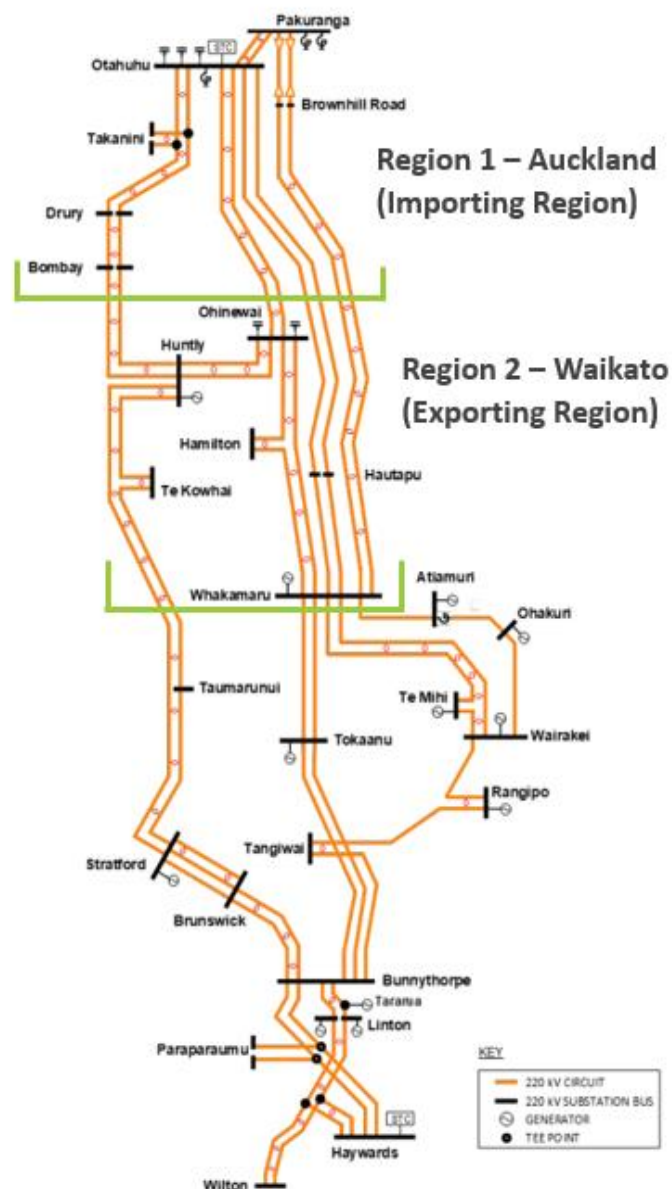 Pakuranga
STC
Otahuhu
Brownhill Road
Takanini
Region 1 – Auckland
(Importing Region)
Drury
Bombay
Ohinewai
Huntly
Region 2 – Waikato
(Exporting Region)
Hamilton
Hautapu
Te Kowhai
Atiamuri
Whakamaru
Ohakuri
Taumarunui
Te Mihi
Tokaanu
Wairakei
Rangipo
Tangiwai
Stratford
Brunswick
Bunnythorpe
Tararua
Linton
Paraparaumu
KEY
220 kV CIRCUIT
220 kV SUBSTATION BUS
GENERATOR
TEE POINT
STC
Haywards
Wilton